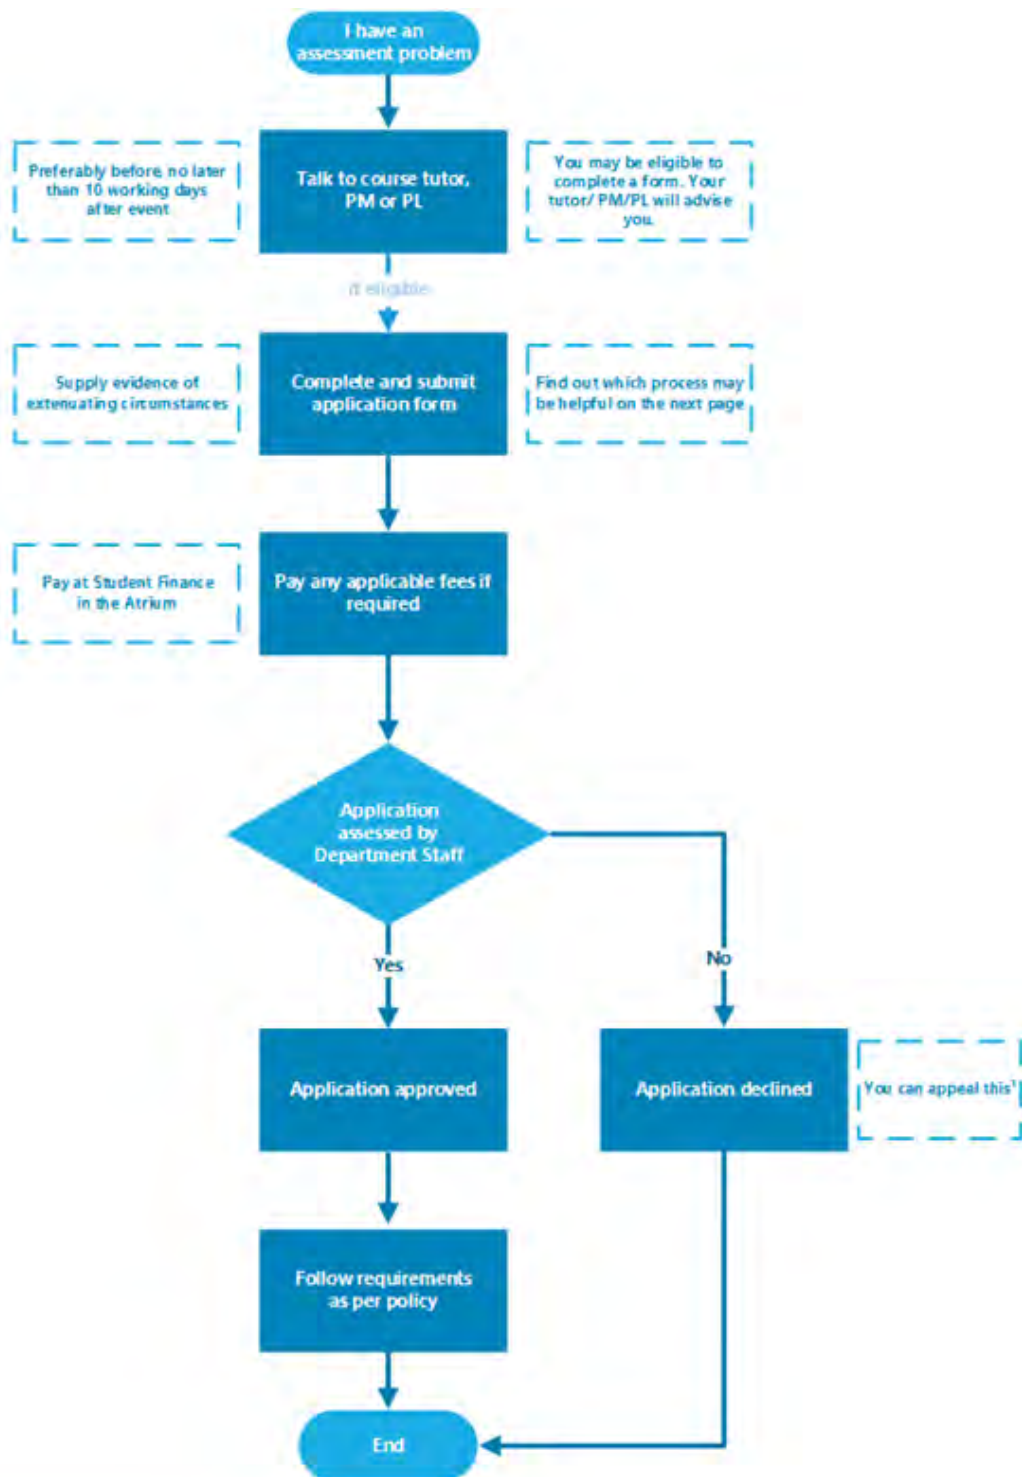 I have an
assessment problem
Preferably before, no later
than 10 working days
after event
Talk to course tutor,
PM or PL
You may be eligible to
complete a form. Your
tutor/ PM/PL will advise
you.
if eligible
Supply evidence of
extenuating circumstances
Complete and submit
application form
Find out which process may
be helpful on the next page
Pay at Student Finance
in the Atrium
Pay any applicable fees if
required
Application
assessed by
Department Staff
Yes
No
Application approved
Application declined
You can appeal this¹
Follow requirements
as per policy
End